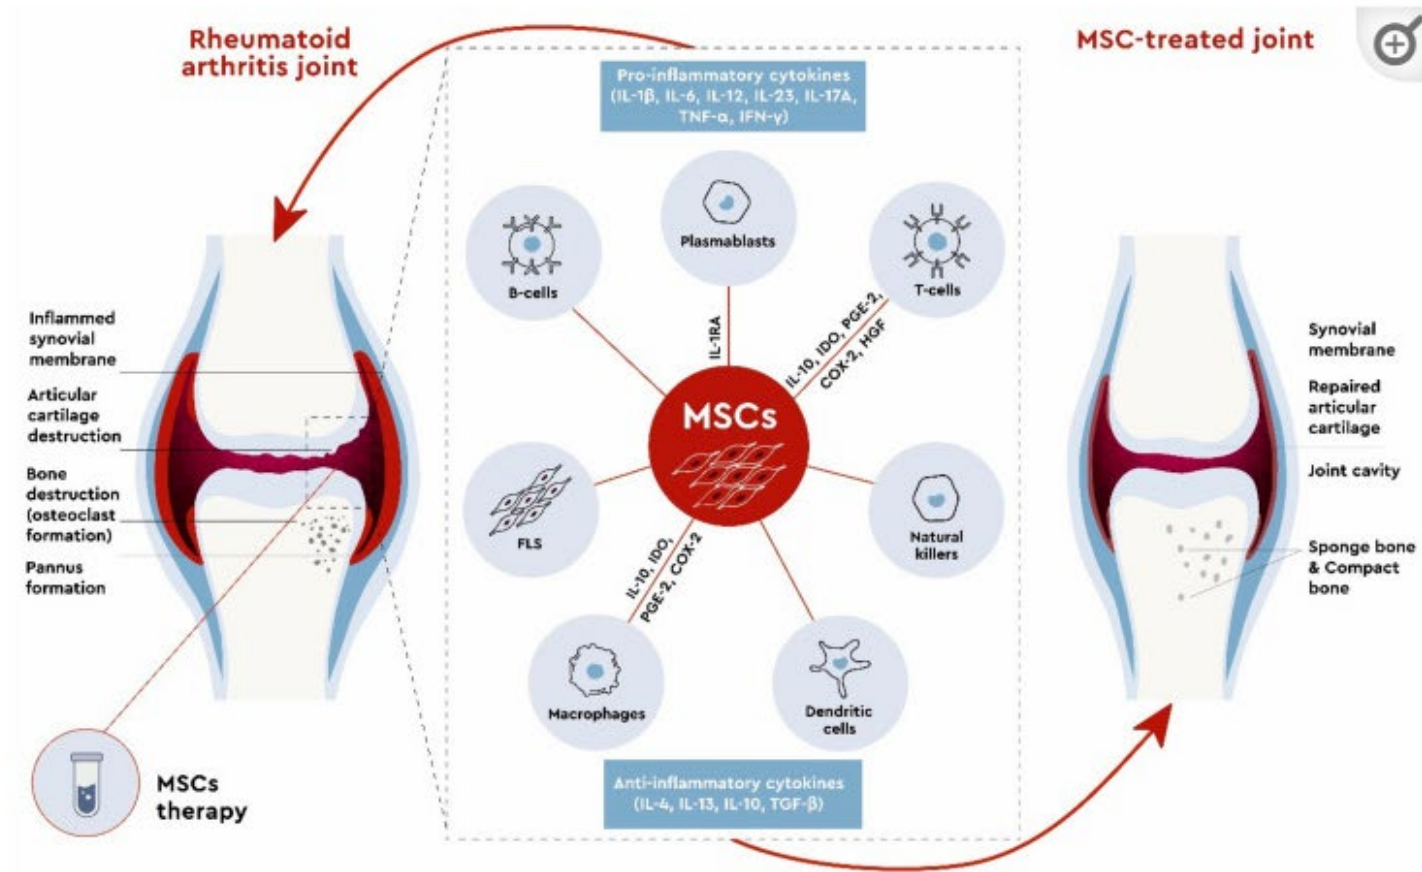 Rheumatoid
arthritis joint
MSC-treated joint
Pro-inflammatory cytokines
(IL-1β, IL-6, IL-12, IL-23, IL-17A,
TNF-α, IFN-γ)
Plasmablasts
B-cells
T-cells
IL-1RA
IL-10, IDO, PGE-2,
COX-2, HGF
MSCs
FLS
Natural
killers
IL-10, IDO,
PGE-2, COX-2
Macrophages
Dendritic
cells
Anti-inflammatory cytokines
(IL-4, IL-13, IL-10, TGF-β)
Inflammed
synovial
membrane
Articular
cartilage
destruction
Bone
destruction
(osteoclast
formation)
Pannus
formation
MSCs
therapy
Synovial
membrane
Repaired
articular
cartilage
Joint cavity
Sponge bone
& Compact
bone